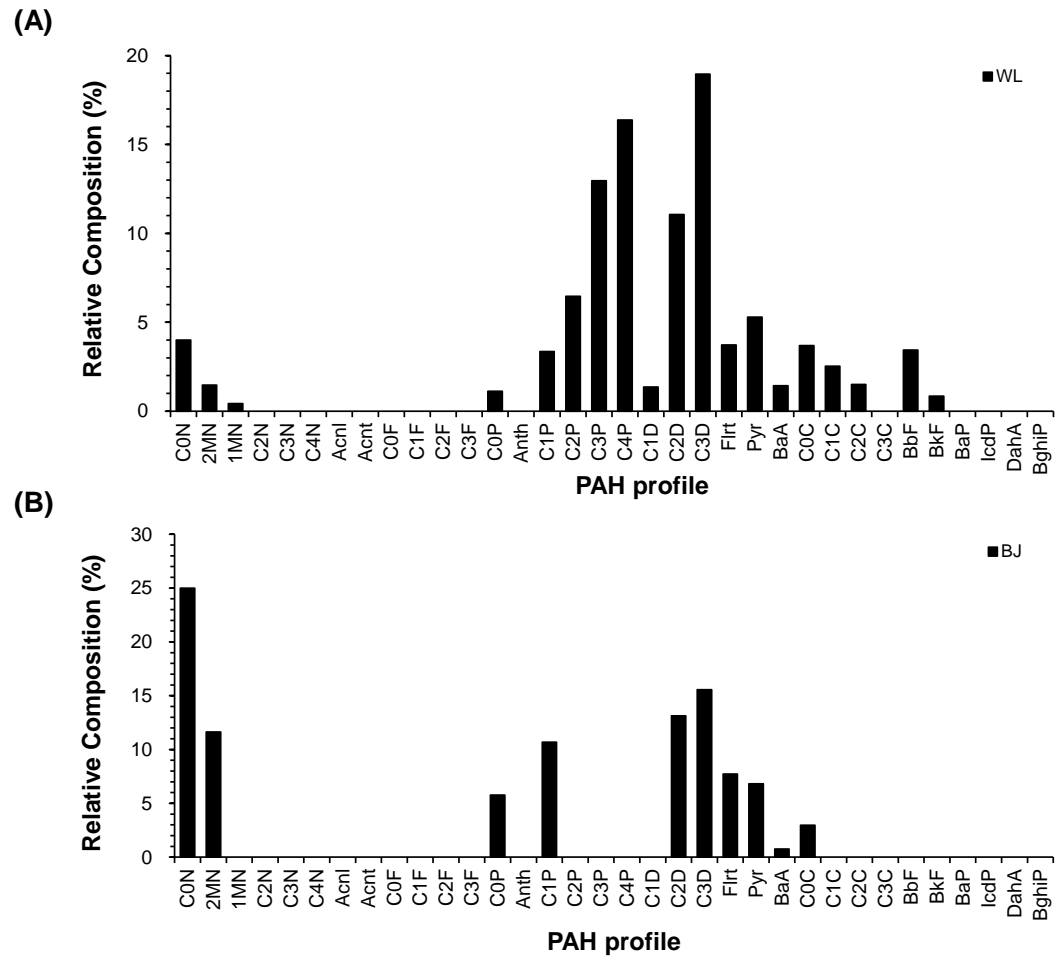 (A)
Relative Composition (%)
20
15
10
5
0
WL
C0N 2MN 1MN C2N C3N C4N Acnl Acnt C0F C1F C2F C3F C0P Anth C1P C2P C3P C4P C1D C2D C3D Flrt Pyr BaA C0C C1C C2C C3C BbF BkF BaP IcdP DahA BghiP
PAH profile
(B)
Relative Composition (%)
30
25
20
15
10
5
0
BJ
C0N 2MN 1MN C2N C3N C4N Acnl Acnt C0F C1F C2F C3F C0P Anth C1P C2P C3P C4P C1D C2D C3D Flrt Pyr BaA C0C C1C C2C C3C BbF BkF BaP IcdP DahA BghiP
PAH profile